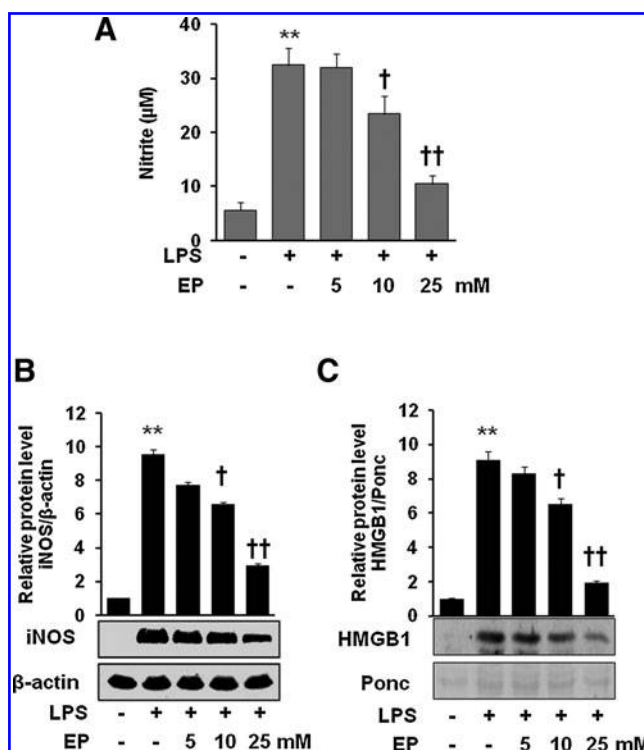 A
Nitrite (µM)
40
30
20
10
0
**
†
††
LPS - + + + +
EP - - 5 10 25 mM
B
Relative protein level
iNOS/β-actin
12
10
8
6
4
2
0
**
†
††
iNOS
β-actin
LPS - + + + +
EP - - 5 10 25 mM
C
Relative protein level
HMGB1/Ponc
12
10
8
6
4
2
0
**
†
††
HMGB1
Ponc
LPS - + + + +
EP - - 5 10 25 mM